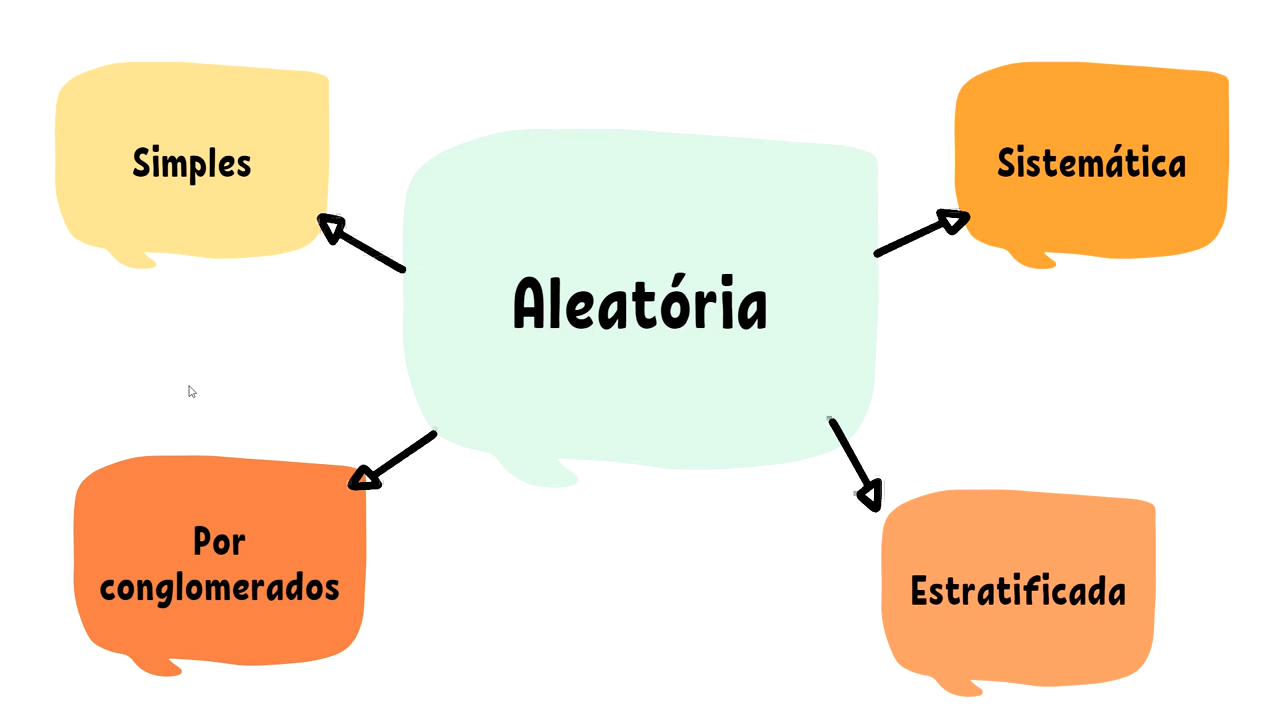 Simples
Sistemática
Aleatória
Por
conglomerados
Estratificada